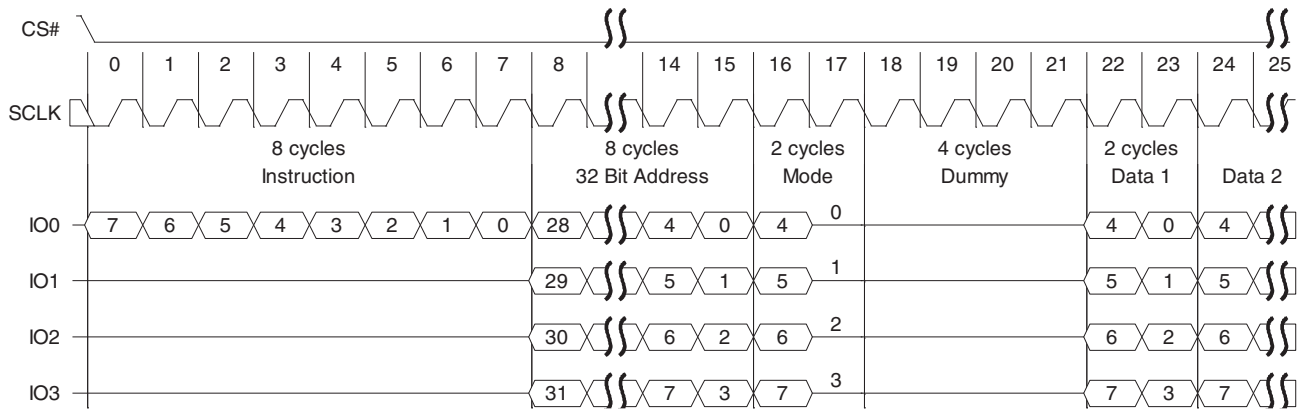 CS#
0 1 2 3 4 5 6 7 8 14 15 16 17 18 19 20 21 22 23 24 25
SCLK
8 cycles 8 cycles 2 cycles 4 cycles 2 cycles
Instruction 32 Bit Address Mode Dummy Data 1 Data 2
IO0 7 6 5 4 3 2 1 0 28 4 0 4 0 4 0 4
IO1 29 5 1 5 1 5 1 5
IO2 30 6 2 6 2 6 2 6
IO3 31 7 3 7 3 7 3 7